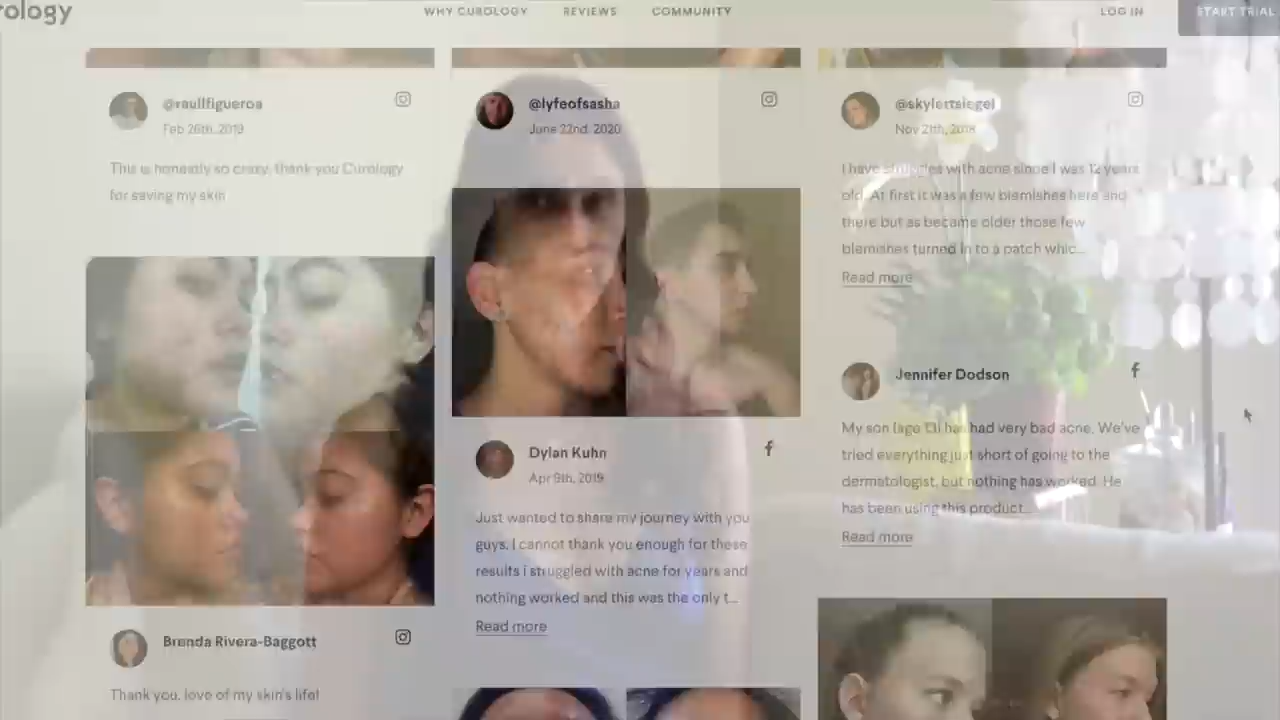 rology
WHY CUROLOGY
REVIEWS
COMMUNITY
LOG IN
START TRIAL
@raullfigueroa
Feb 26th, 2019
This is honestly so crazy, thank you Curology
for saving my skin
Brenda Rivera-Baggott
Thank you, love of my skin's life!
@lyfeofsasha
June 22nd, 2020
Dylan Kuhn
Apr 9th, 2019
Just wanted to share my journey with you
guys. I cannot thank you enough for these
results i struggled with acne for years and
nothing worked and this was the only t...
Read more
@skylertsiegel
Nov 21th, 2018
I have struggles with acne since I was 12 years
old. At first it was a few blemishes here and
there but as became older those few
blemishes turned in to a patch whic...
Read more
Jennifer Dodson
My son (age 13) has had very bad acne. We've
tried everything just short of going to the
dermatologist, but nothing has worked. He
has been using this product...
Read more